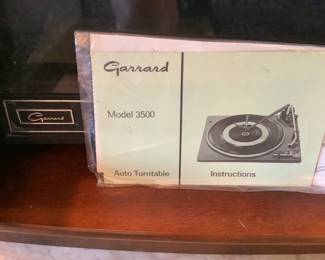 Garrard
Model 3500
Auto Turntable
Instructions
Garrard